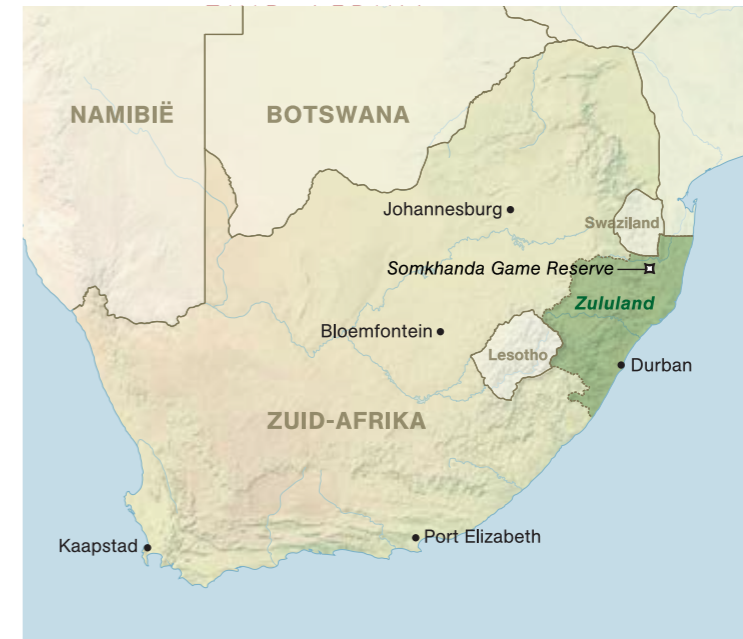 NAMIBIË
BOTSWANA
Johannesburg
Swaziland
Somkhanda Game Reserve
Zululand
Bloemfontein
Lesotho
Durban
ZUID-AFRIKA
Port Elizabeth
Kaapstad